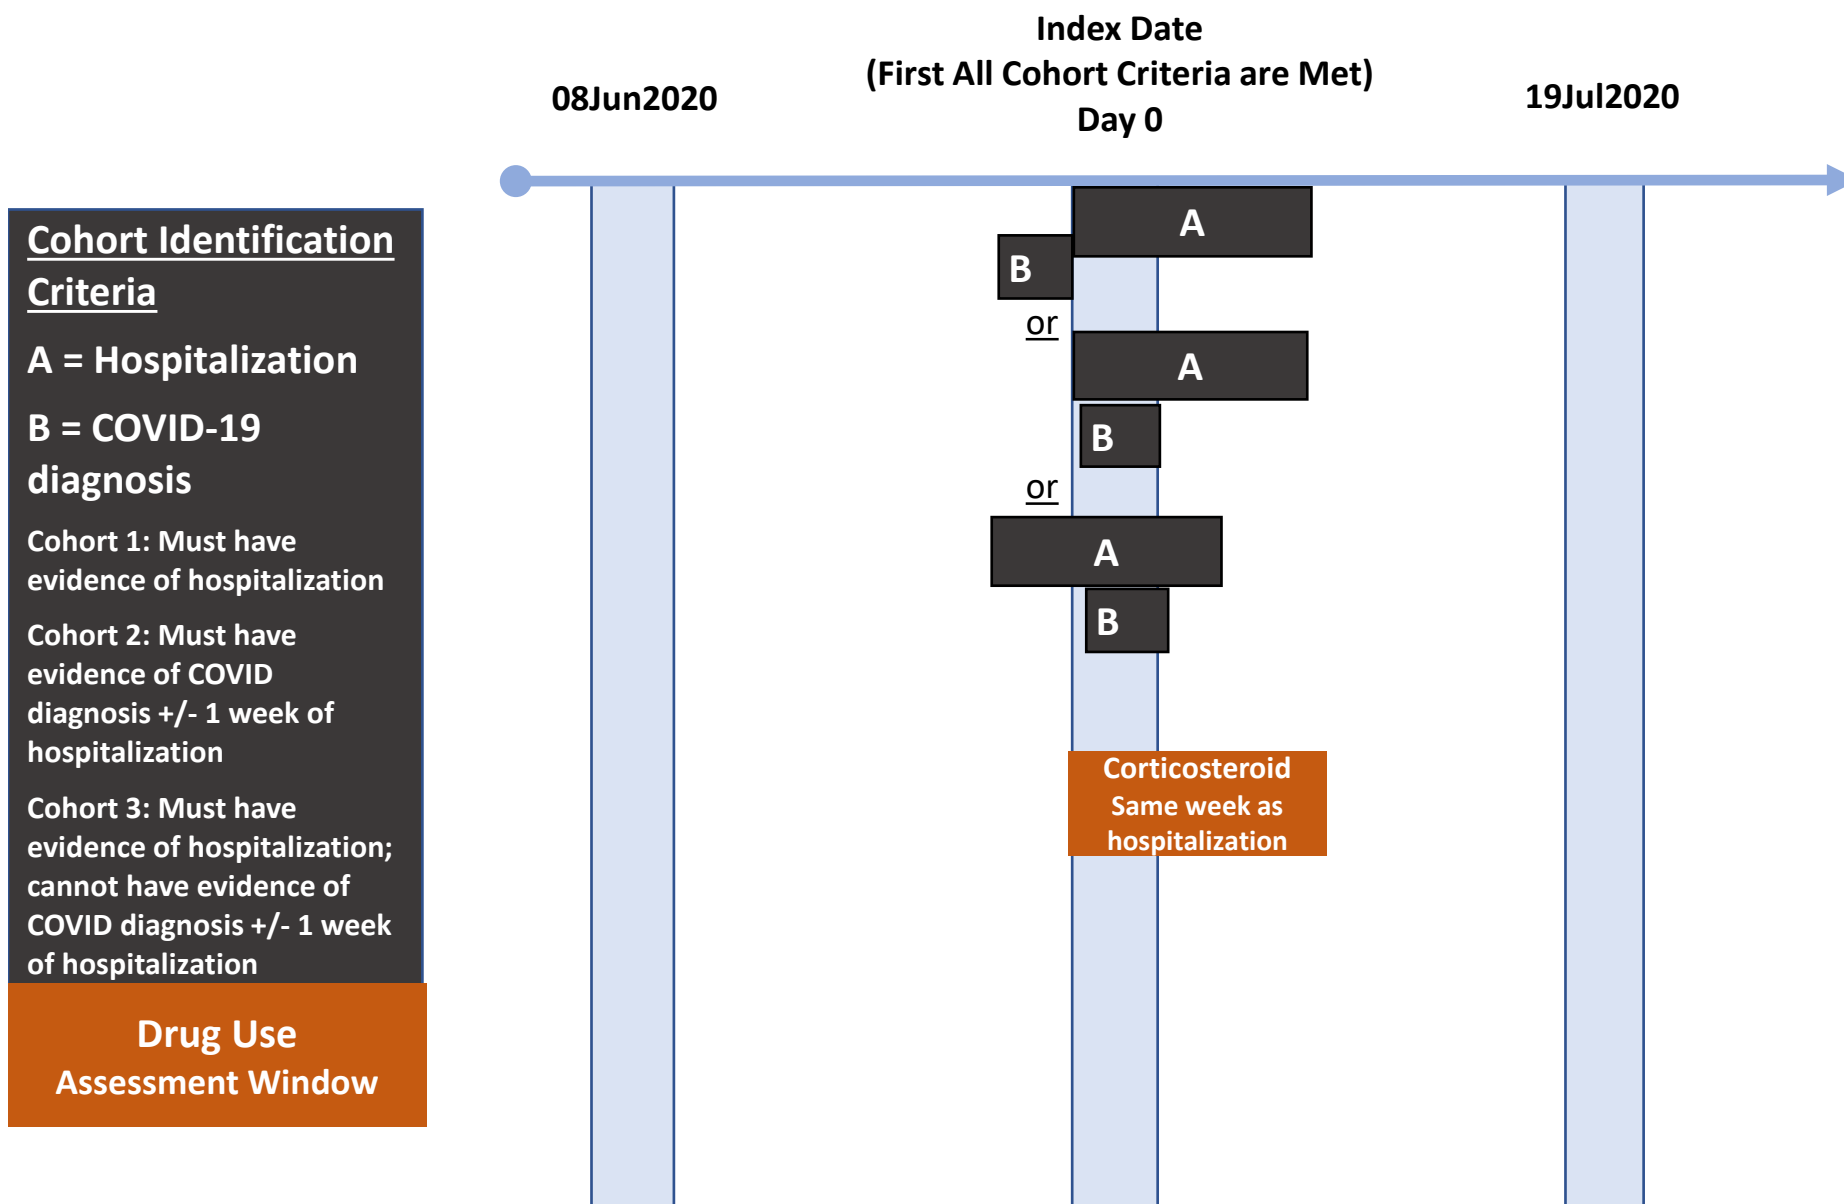 Index Date
(First All Cohort Criteria are Met)
Day 0
08Jun2020
19Jul2020
Cohort Identification
Criteria
A = Hospitalization
B = COVID-19
diagnosis
Cohort 1: Must have
evidence of hospitalization
Cohort 2: Must have
evidence of COVID
diagnosis +/- 1 week of
hospitalization
Cohort 3: Must have
evidence of hospitalization;
cannot have evidence of
COVID diagnosis +/- 1 week
of hospitalization
Drug Use
Assessment Window
A
B
or
A
B
or
A
B
Corticosteroid
Same week as
hospitalization